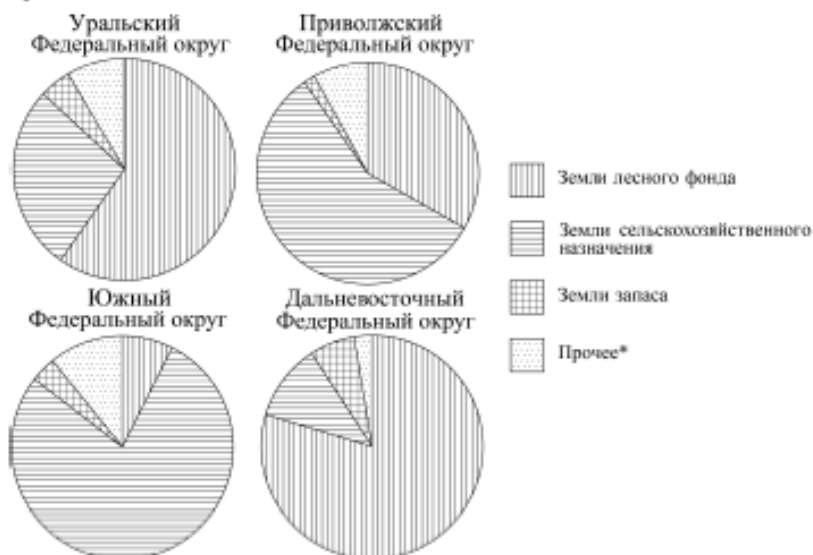 Уральский
Федеральный округ
Приволжский
Федеральный округ
Земли лесного фонда
Земли сельскохозяйственного
назначения
Земли запаса
Прочее*
Южный
Федеральный округ
Дальневосточный
Федеральный округ